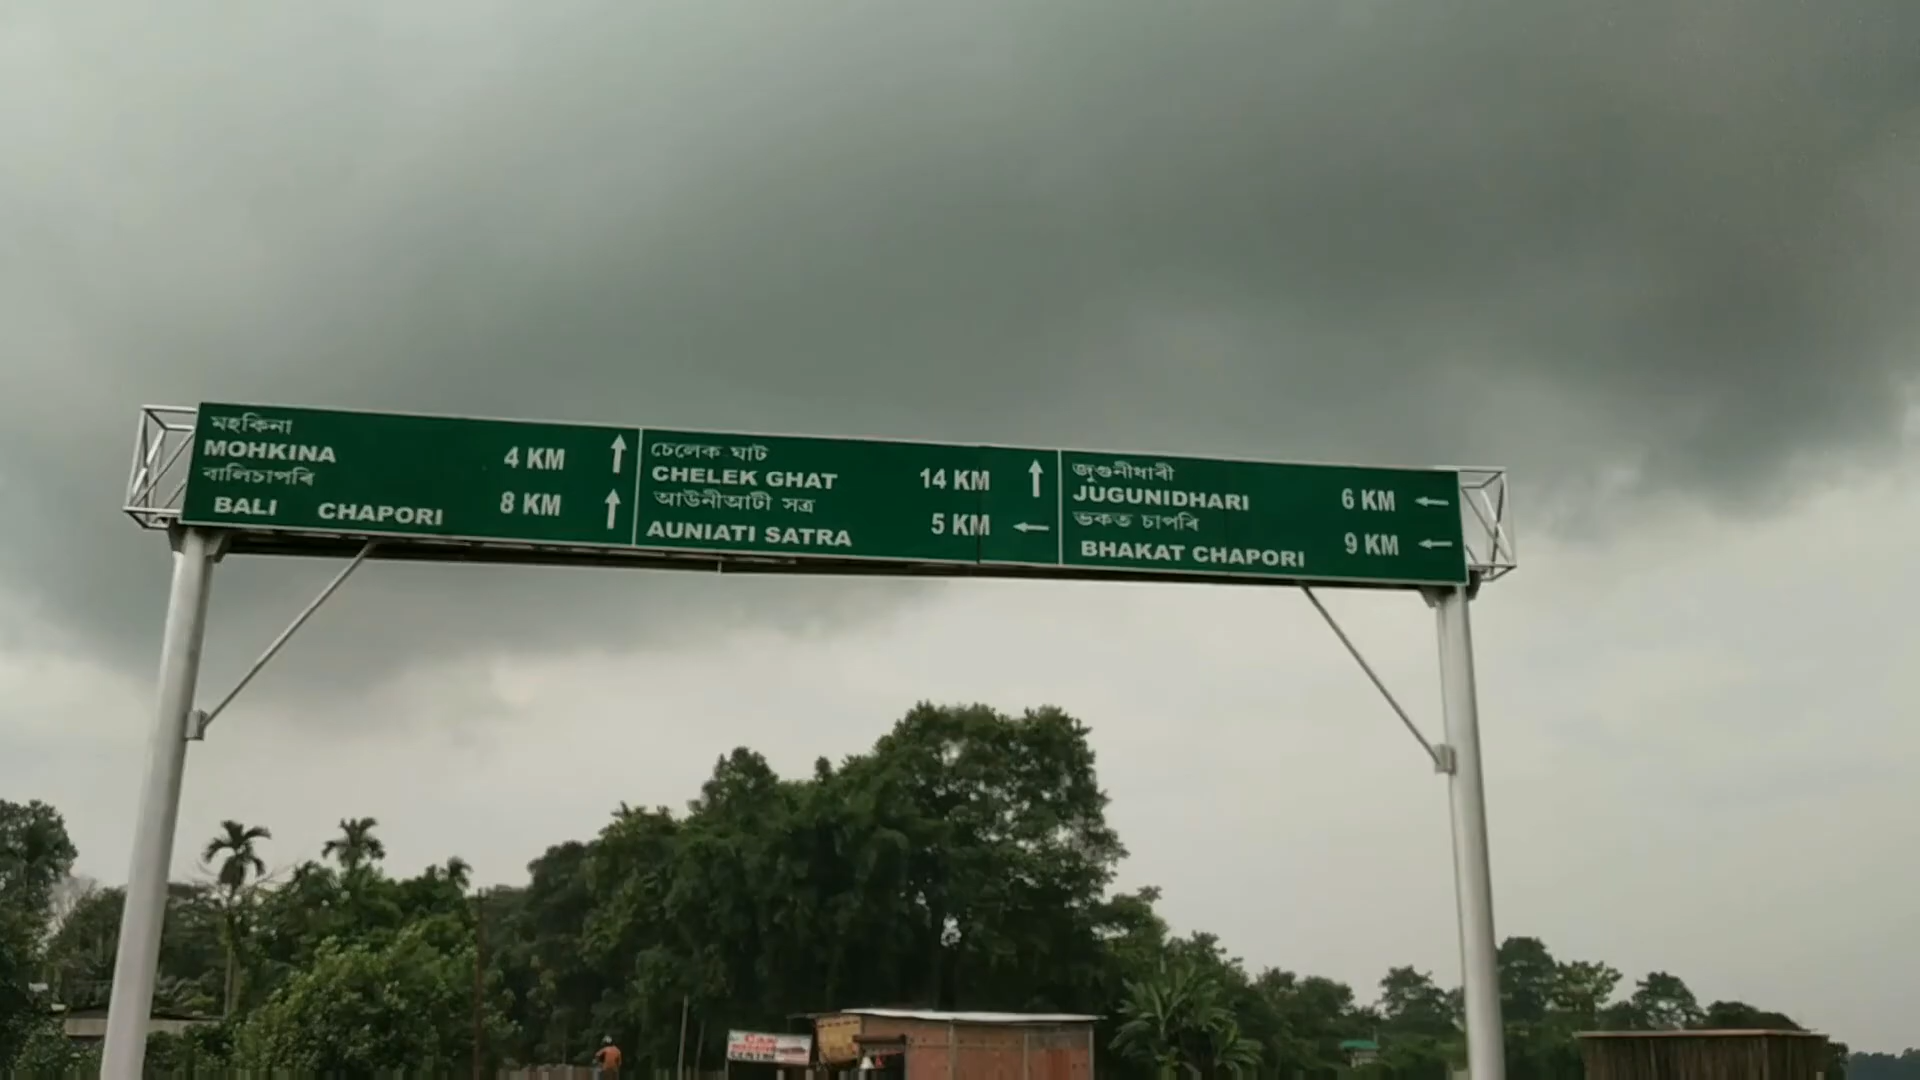 মহকিনা
MOHKINA 4 KM ↑
বালিচাপৰি
BALI CHAPORI 8 KM ↑
চেলেক ঘাট
CHELEK GHAT 14 KM ↑
আউনীআটী সত্ৰ
AUNIATI SATRA 5 KM ←
জুগুনীধাৰী
JUGUNIDHARI 6 KM ←
ভকত চাপৰি
BHAKAT CHAPORI 9 KM ←